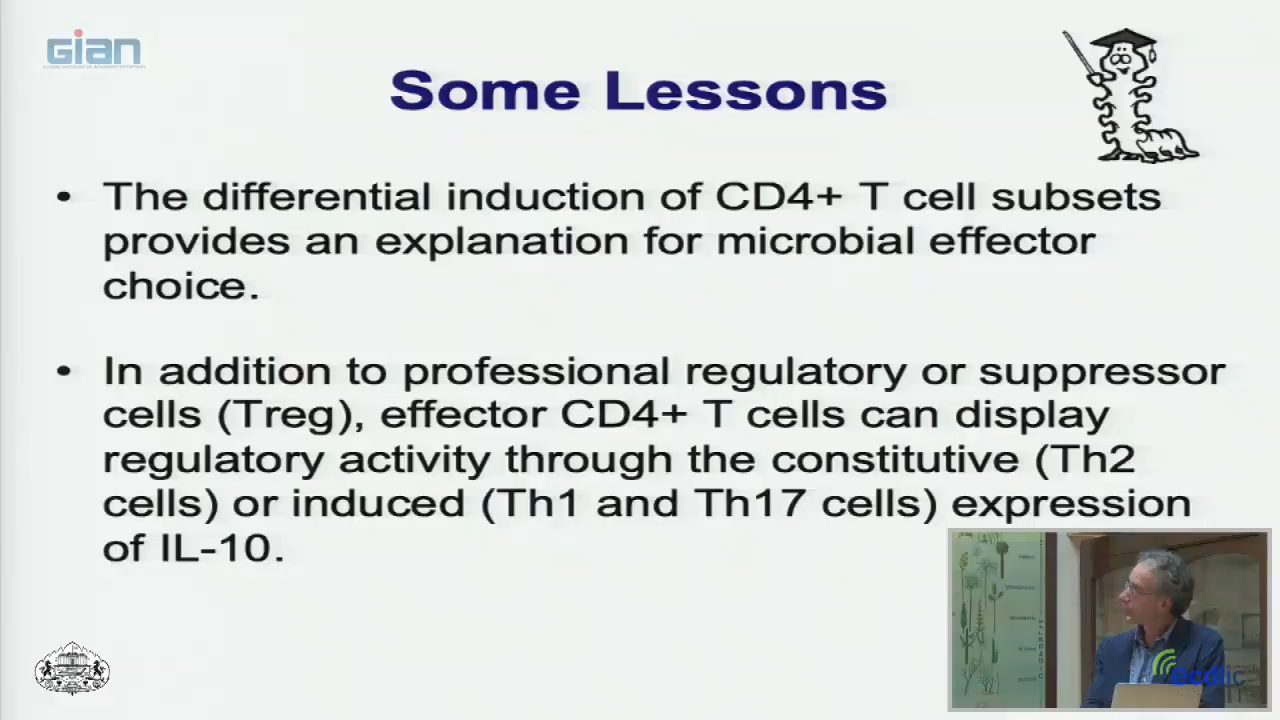 GIAN
Some Lessons
• The differential induction of CD4+ T cell subsets
provides an explanation for microbial effector
choice.
• In addition to professional regulatory or suppressor
cells (Treg), effector CD4+ T cells can display
regulatory activity through the constitutive (Th2
cells) or induced (Th1 and Th17 cells) expression
of IL-10.